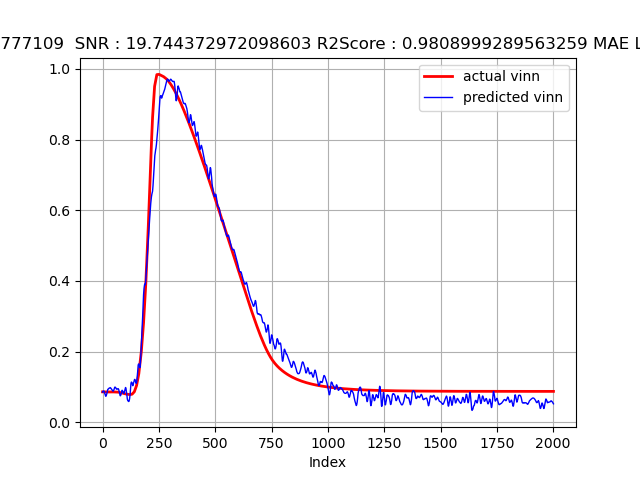 777109  SNR : 19.744372972098603 R2Score : 0.9808999289563259 MAE L
1.0
0.8
0.6
0.4
0.2
0.0
actual vinn
predicted vinn
0 250 500 750 1000 1250 1500 1750 2000
Index